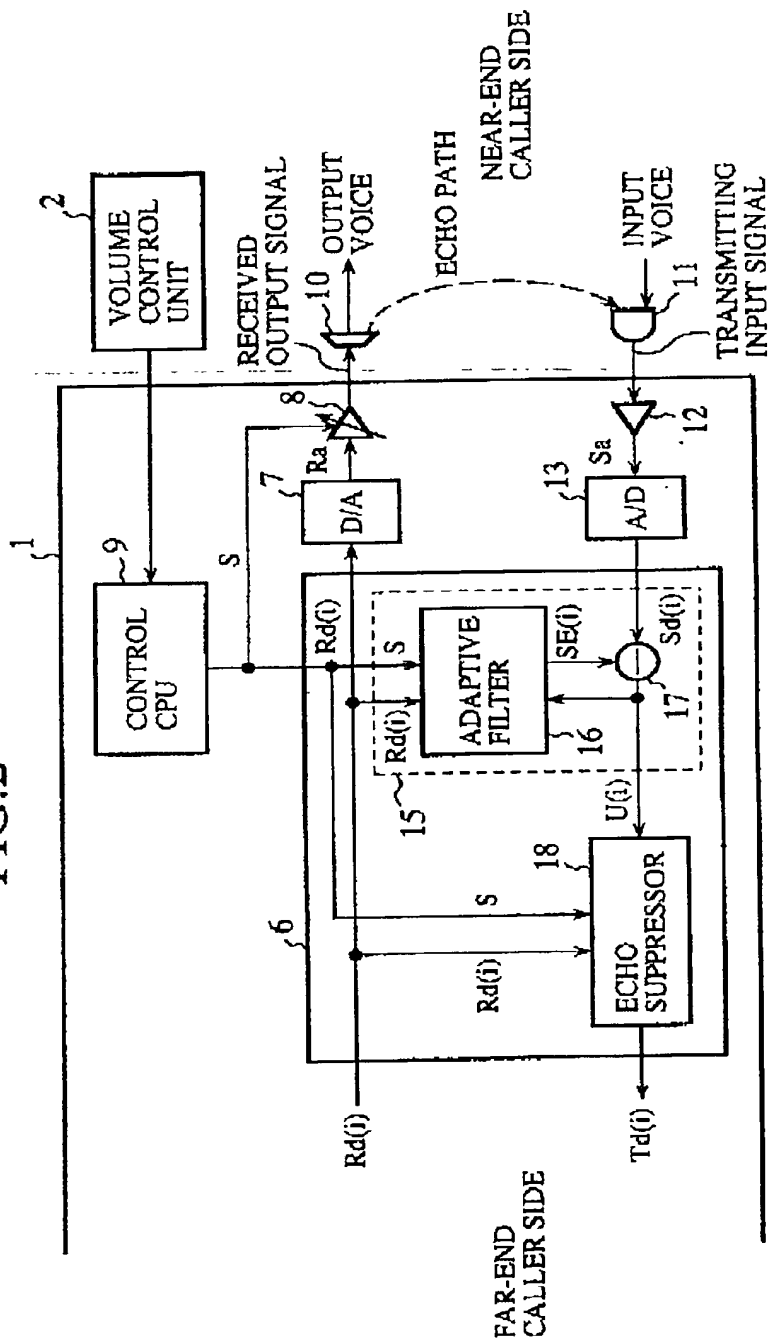 FIG.2
1
2
VOLUME
CONTROL
UNIT
9
CONTROL
CPU
S
RECEIVED
OUTPUT SIGNAL
10
OUTPUT
VOICE
8
Ra
7
D/A
ECHO PATH
NEAR-END
CALLER SIDE
INPUT
VOICE
11
TRANSMITTING
INPUT SIGNAL
12
Sa
13
A/D
Sd(i)
6
Rd(i)
Rd(i)
S
Rd(i)
ADAPTIVE
FILTER
16
SE(i)
17
15
U(i)
S
Rd(i)
18
ECHO
SUPPRESSOR
Td(i)
FAR-END
CALLER SIDE